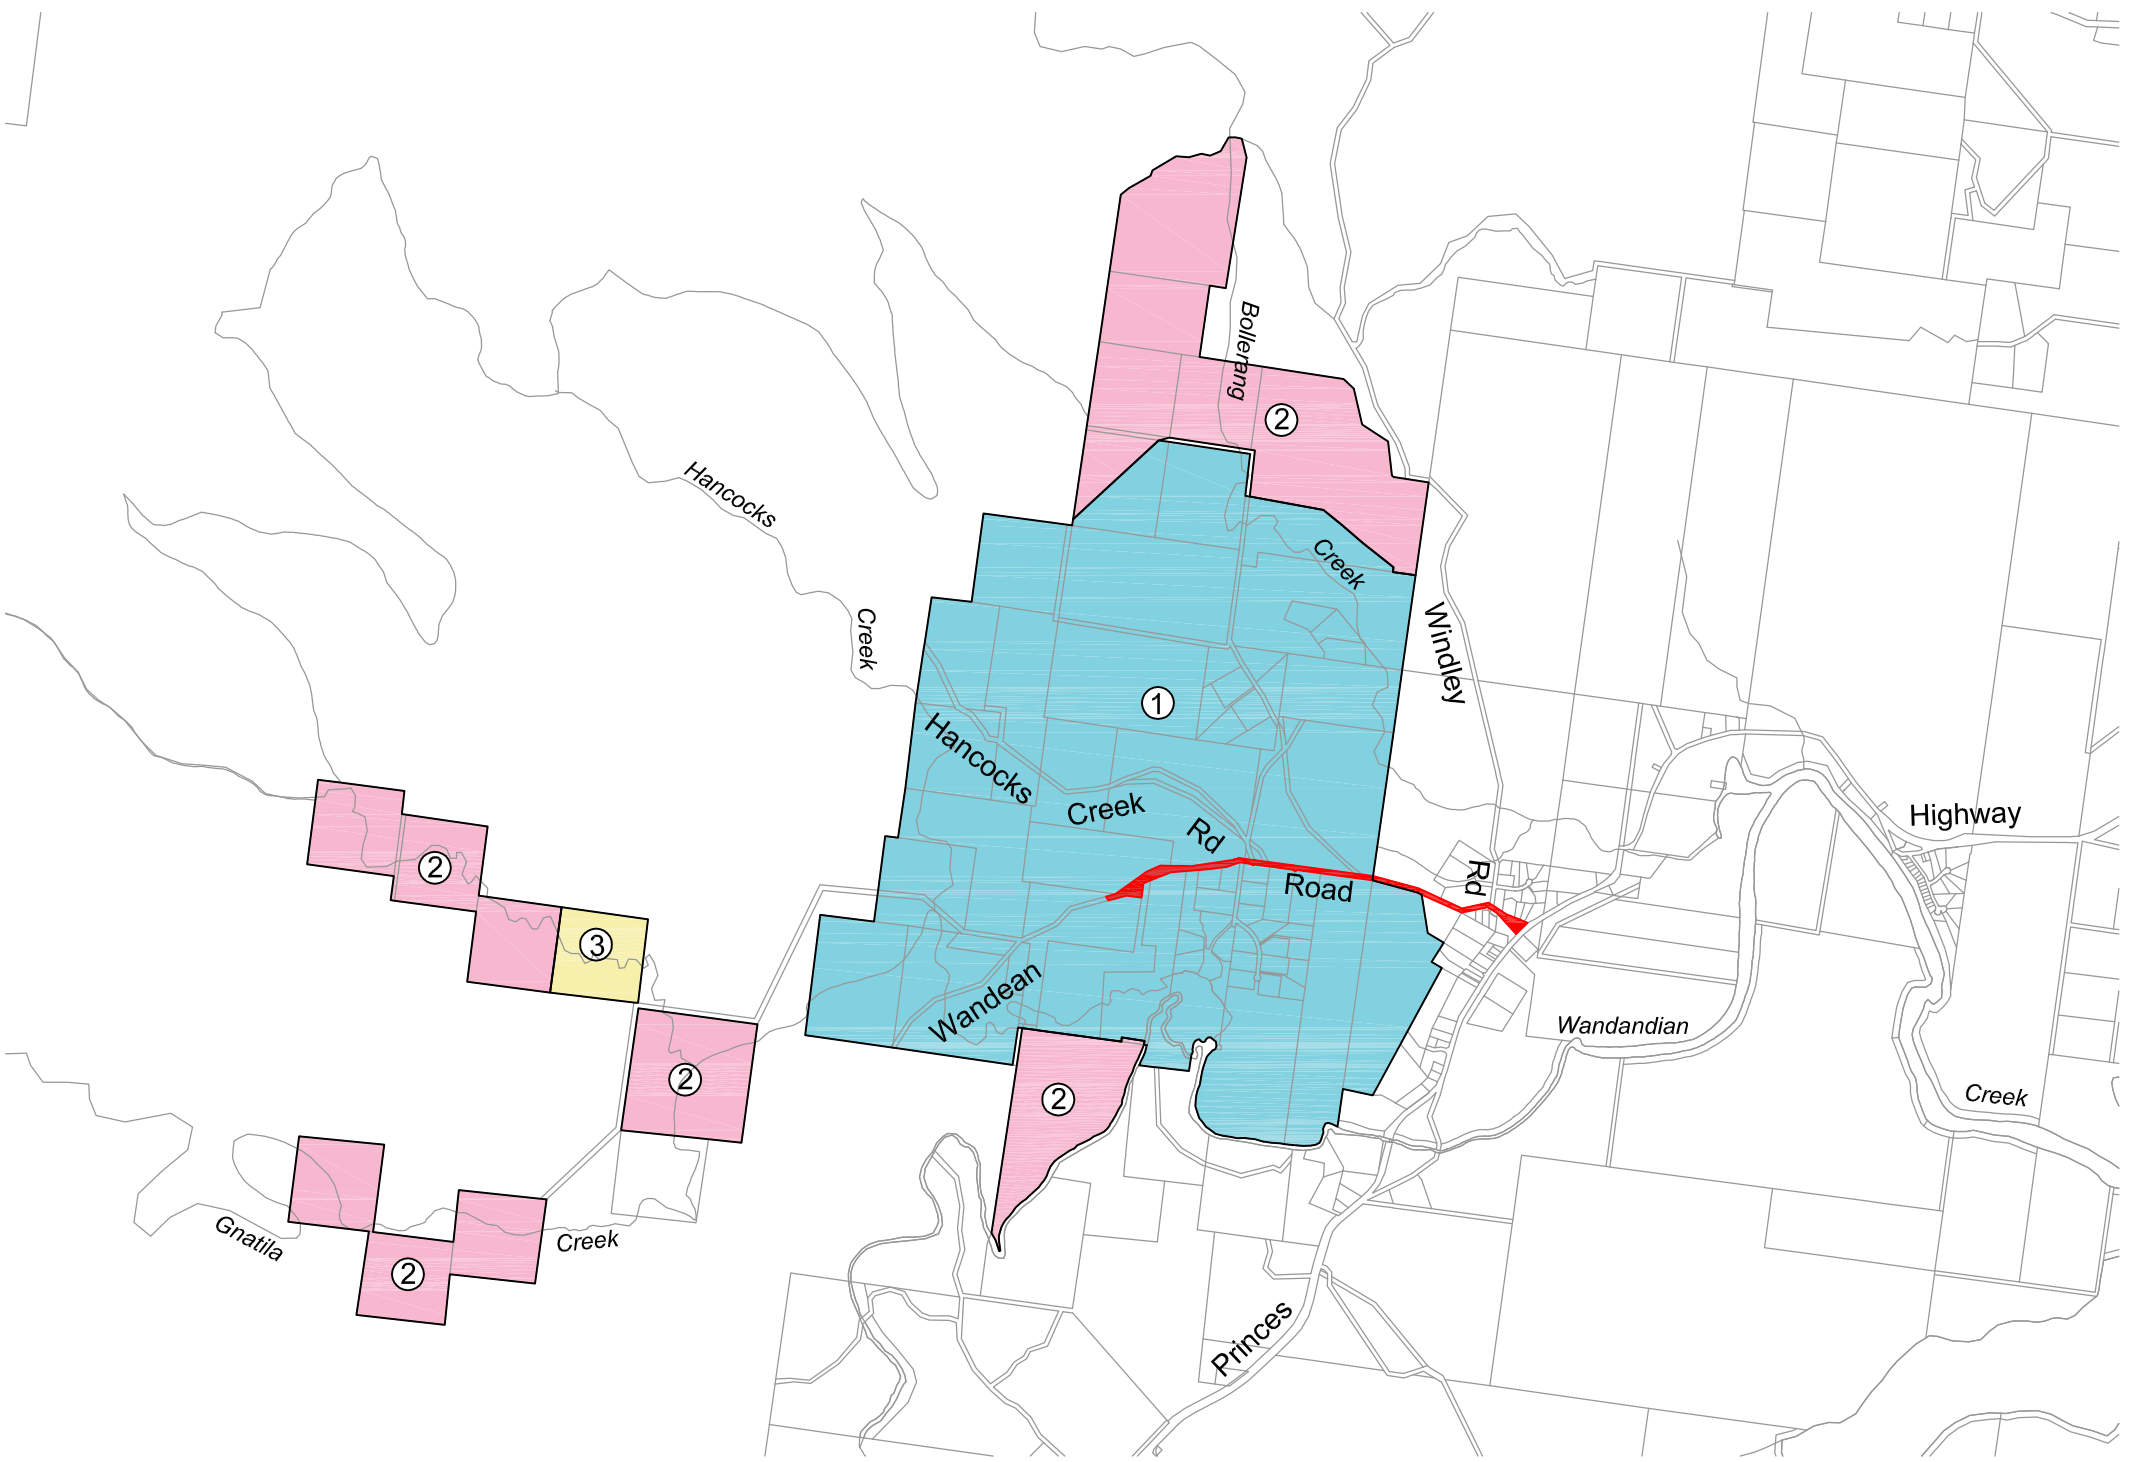 Bollerang
2
Hancocks
Creek
Creek
Windley
1
Hancocks
Creek
Rd
Highway
2
Rd
Road
3
Wandean
Wandandian
2
2
Creek
Gnatila
Creek
2
Princes